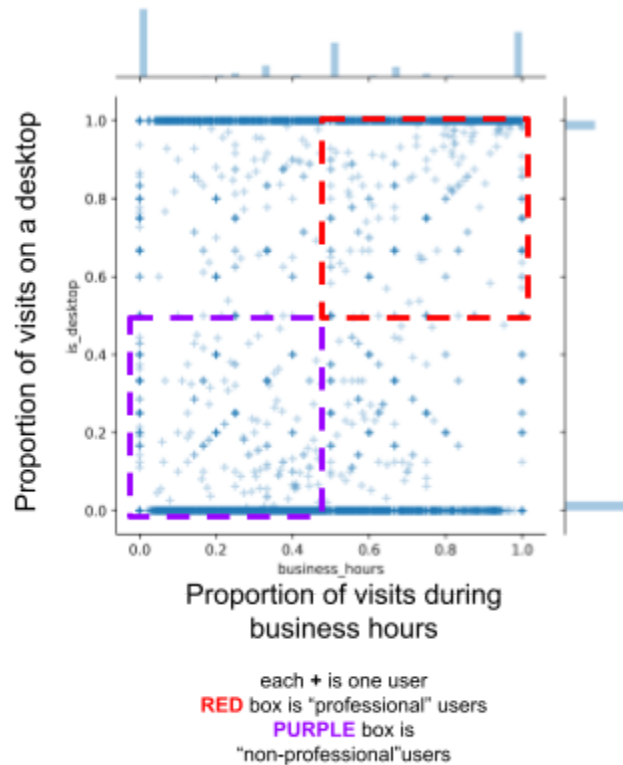 Proportion of visits on a desktop
is_desktop
1.0
0.8
0.6
0.4
0.2
0.0
0.0 0.2 0.4 0.6 0.8 1.0
business_hours
Proportion of visits during
business hours
each + is one user
RED box is “professional” users
PURPLE box is
“non-professional”users